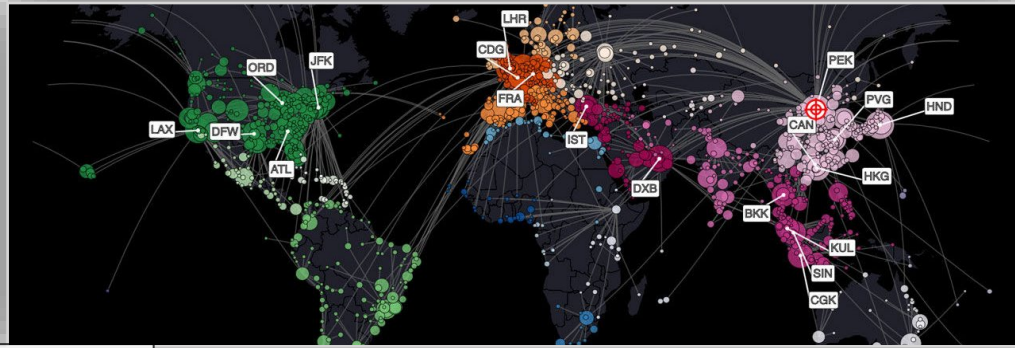 LHR
CDG
JFK
ORD
PEK
FRA
PVG
HND
LAX
DFW
CAN
IST
ATL
HKG
DXB
BKK
KUL
SIN
CGK